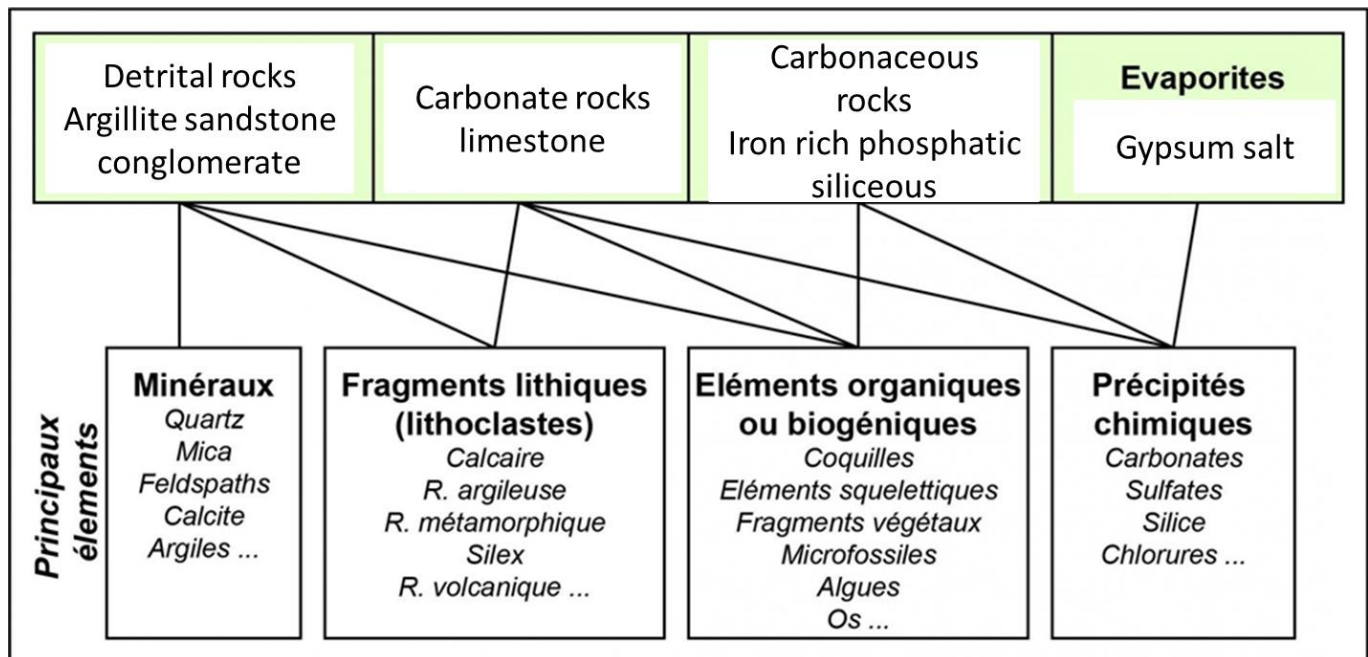 Detrital rocks
Argillite sandstone
conglomerate
Carbonate rocks
limestone
Carbonaceous
rocks
Iron rich phosphatic
siliceous
Evaporites
Gypsum salt
Principaux
élements
Minéraux
Quartz
Mica
Feldspaths
Calcite
Argiles ...
Fragments lithiques
(lithoclastes)
Calcaire
R. argileuse
R. métamorphique
Silex
R. volcanique ...
Eléments organiques
ou biogéniques
Coquilles
Eléments squelettiques
Fragments végétaux
Microfossiles
Algues
Os ...
Précipités
chimiques
Carbonates
Sulfates
Silice
Chlorures ...